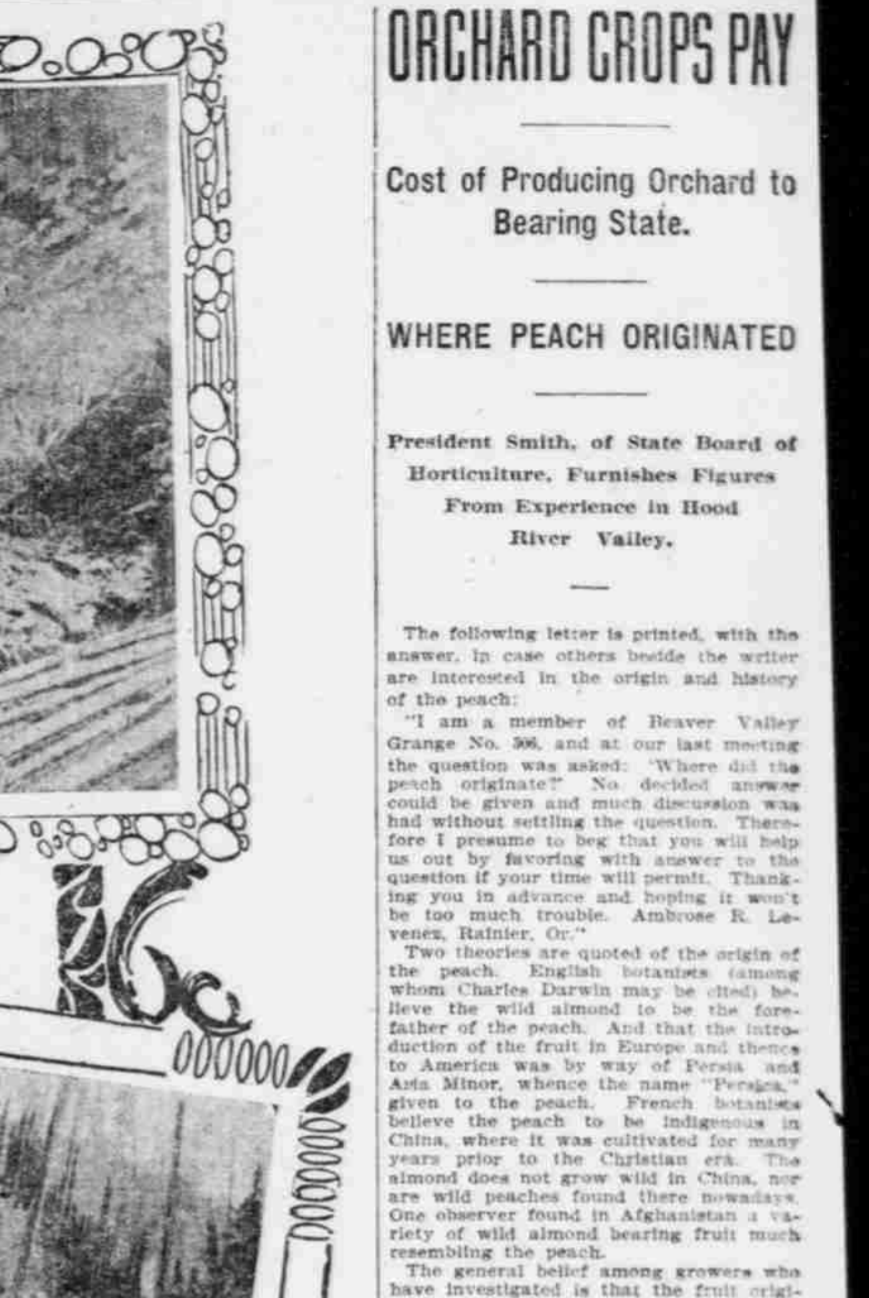 ORCHARD CROPS PAY
Cost of Producing Orchard to
Bearing State.
WHERE PEACH ORIGINATED
President Smith, of State Board of
Horticulture, Furnishes Figures
From Experience in Hood
River Valley.
The following letter is printed, with the
answer, in case others beside the writer
are interested in the origin and history
of the peach:
"I am a member of Beaver Valley
Grange No. 306, and at our last meeting
the question was asked: 'Where did the
peach originate?' No decided answer
could be given and much discussion was
had without settling the question. There-
fore I presume to beg that you will help
us out by favoring with answer to the
question if your time will permit. Thank-
ing you in advance and hoping it won't
be too much trouble. Ambrose R. Le-
venez, Rainier, Or."
Two theories are quoted of the origin of
the peach. English botanists (among
whom Charles Darwin may be cited) be-
lieve the wild almond to be the fore-
father of the peach. And that the intro-
duction of the fruit in Europe and thence
to America was by way of Persia and
Asia Minor, whence the name "Persica,"
given to the peach. French botanists
believe the peach to be indigenous in
China, where it was cultivated for many
years prior to the Christian era. The
almond does not grow wild in China, nor
are wild peaches found there nowadays.
One observer found in Afghanistan a va-
riety of wild almond bearing fruit much
resembling the peach.
The general belief among growers who
have investigated is that the fruit origi-